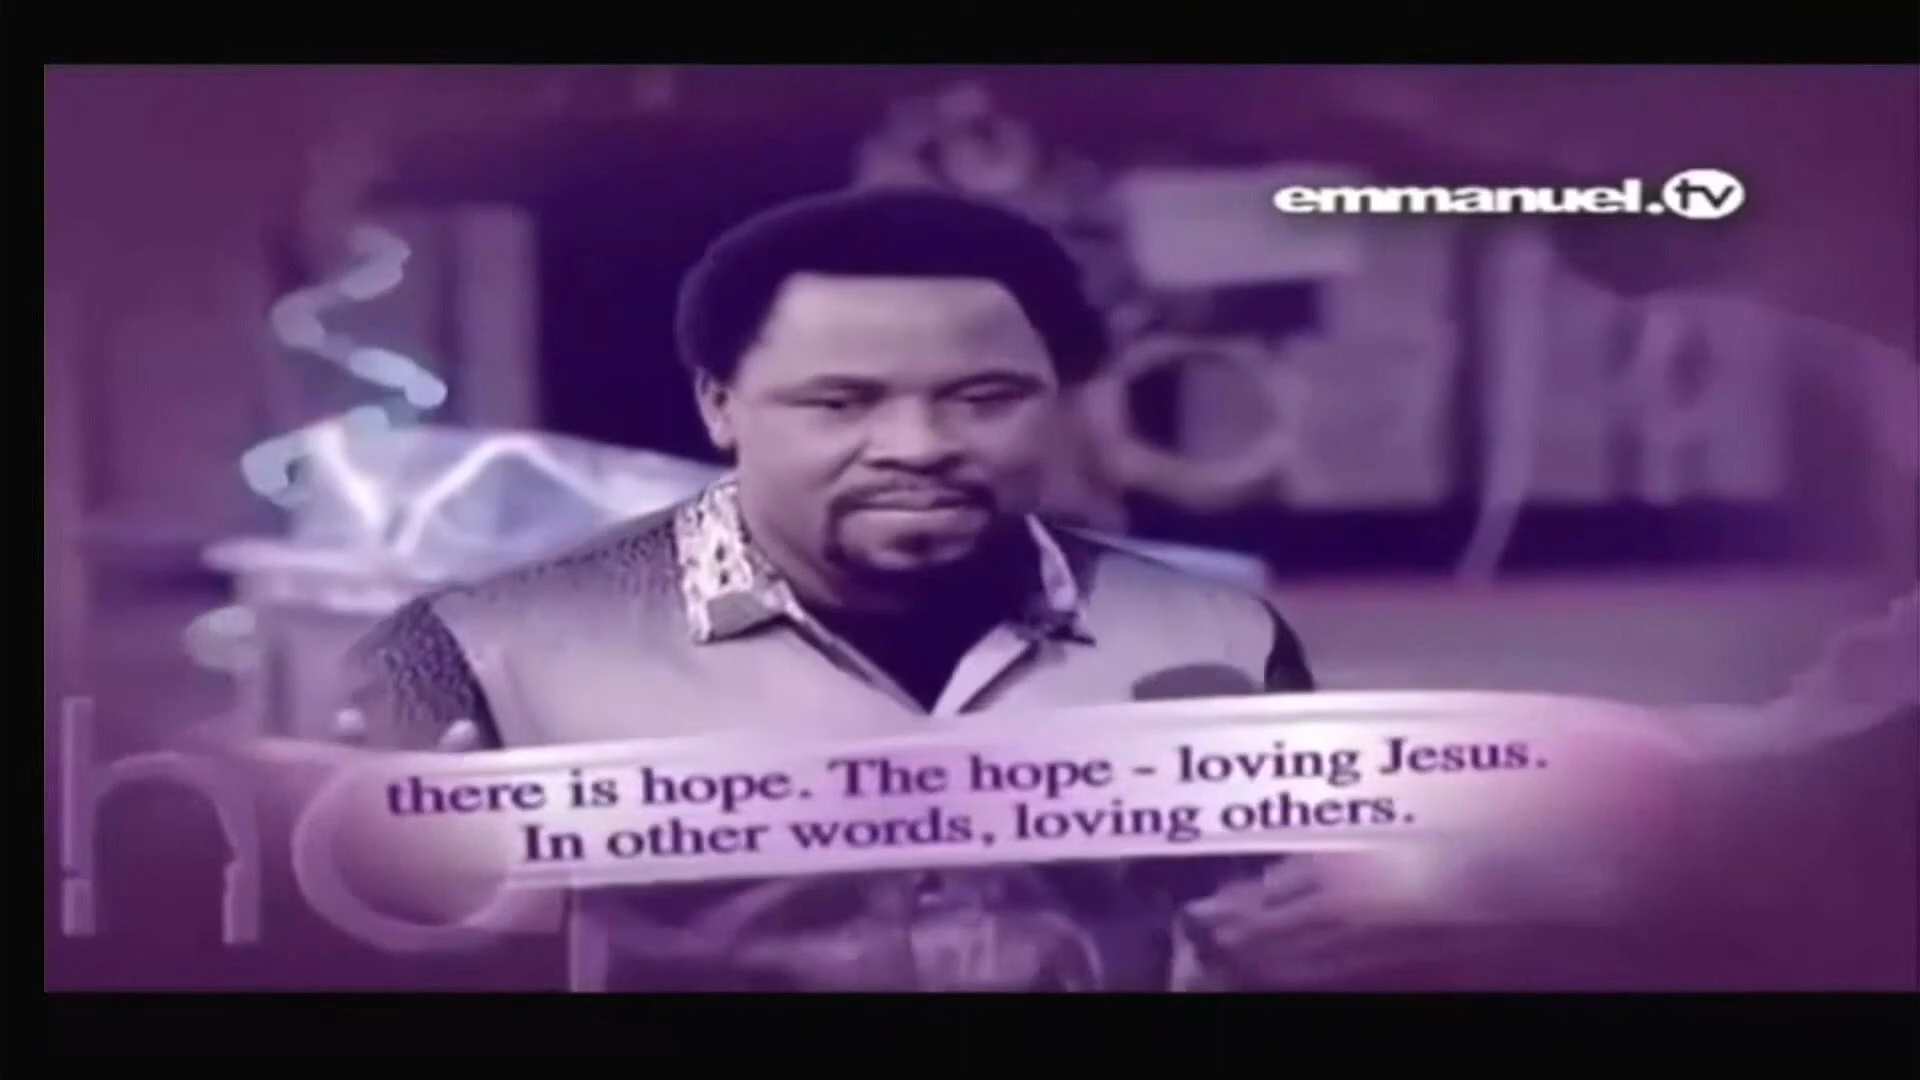 emmanuel.tv
there is hope. The hope - loving Jesus.
In other words, loving others.